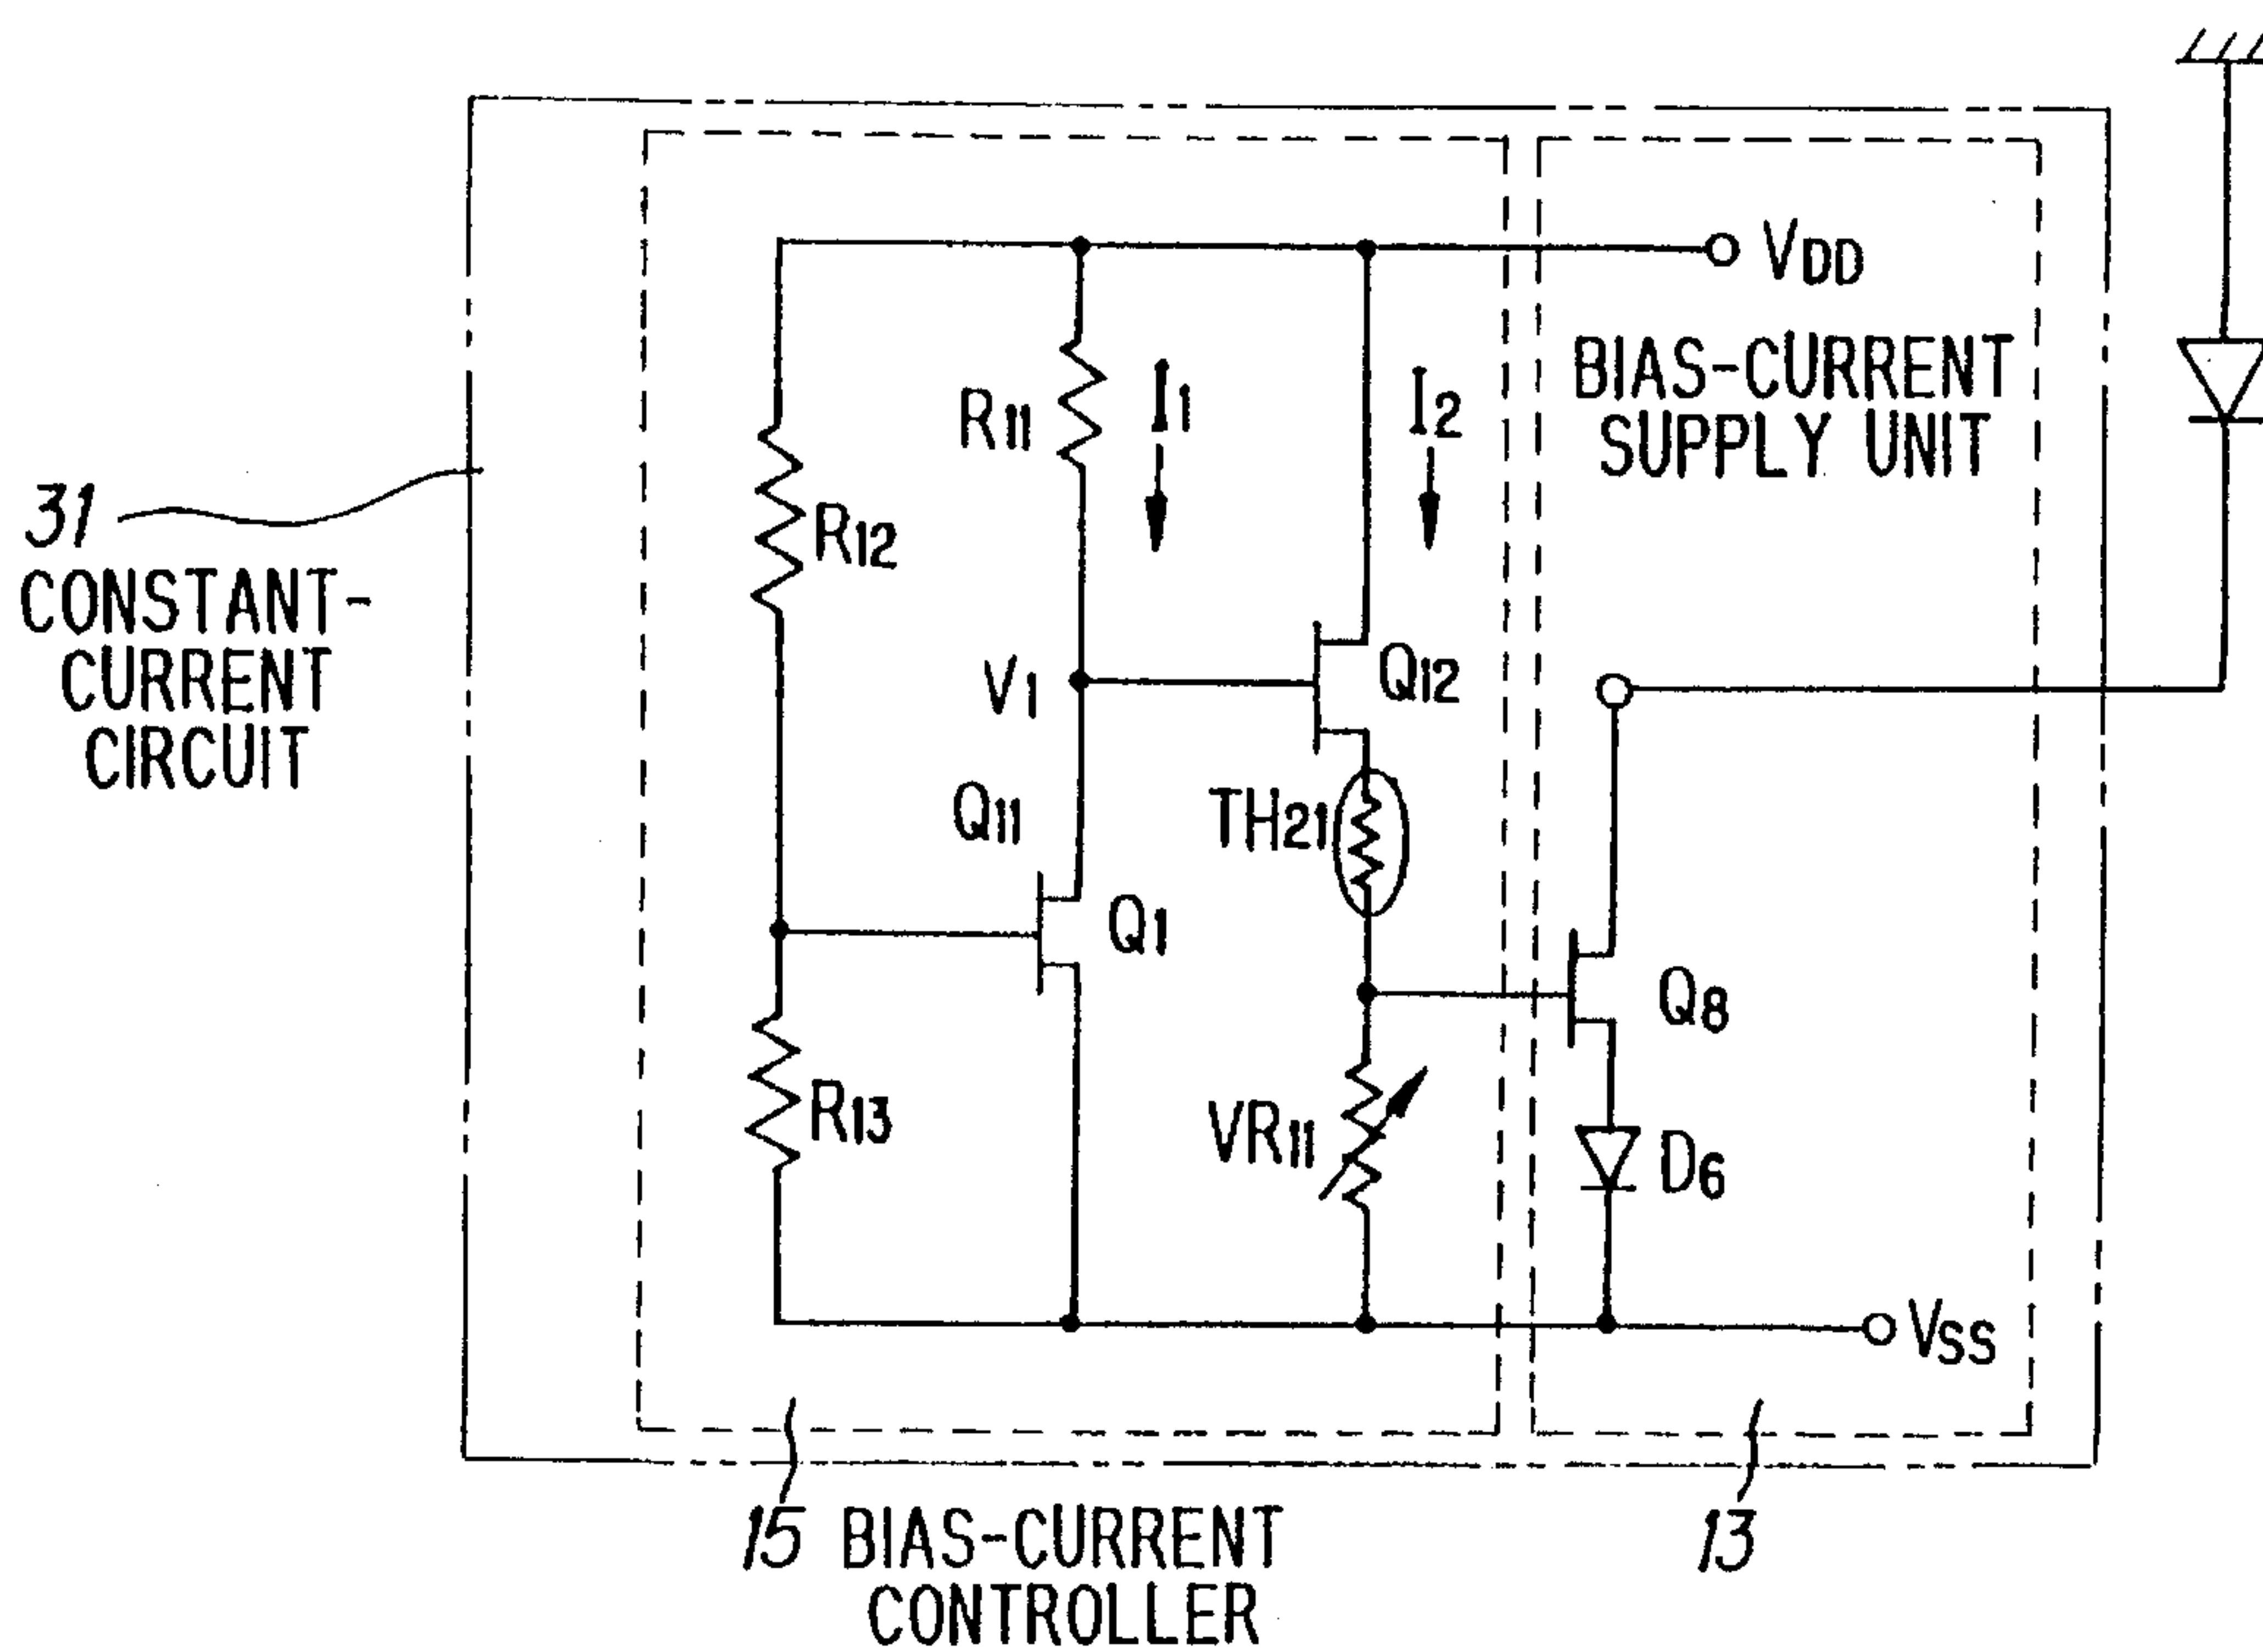 VDD
BIAS-CURRENT
SUPPLY UNIT
R11
I1
I2
31
CONSTANT-
CURRENT
CIRCUIT
R12
V1
Q12
Q11
TH21
Q1
Q8
R13
VR11
D6
VSS
15 BIAS-CURRENT
CONTROLLER
13